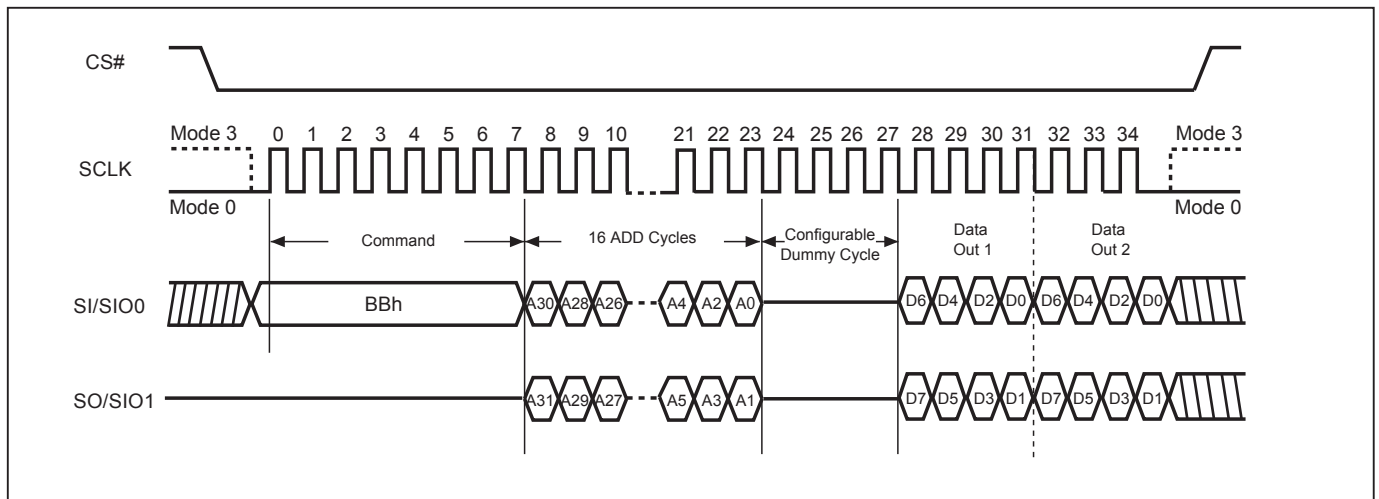 CS#
Mode 3 0 1 2 3 4 5 6 7 8 9 10 21 22 23 24 25 26 27 28 29 30 31 32 33 34 Mode 3
SCLK
Mode 0 Mode 0
Command 16 ADD Cycles Configurable Dummy Cycle Data Out 1 Data Out 2
SI/SIO0 BBh A30 A28 A26 A4 A2 A0 D6 D4 D2 D0 D6 D4 D2 D0
SO/SIO1 A31 A29 A27 A5 A3 A1 D7 D5 D3 D1 D7 D5 D3 D1